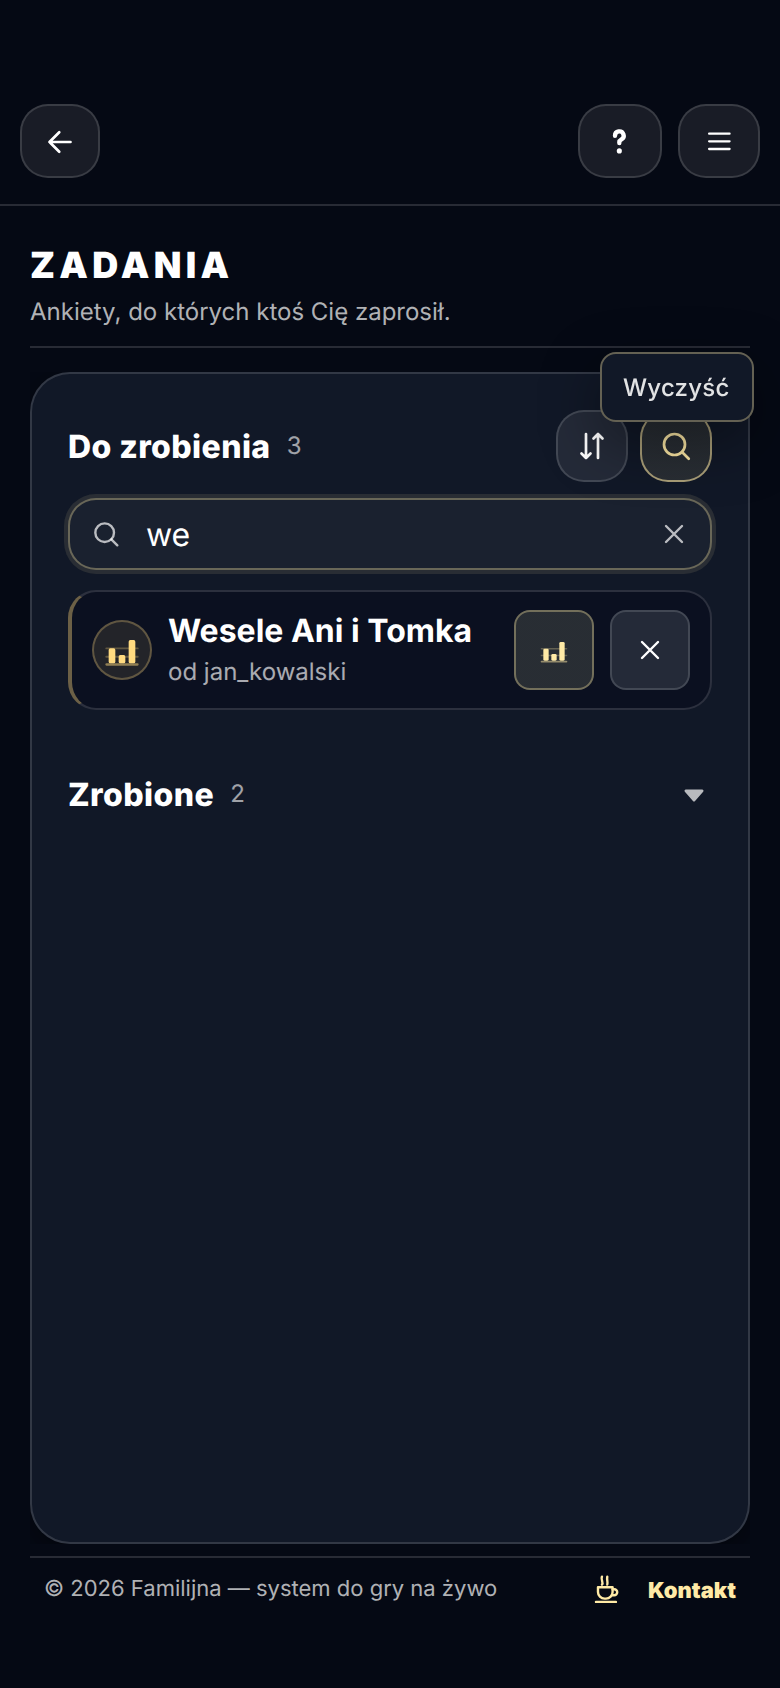 ZADANIA
Ankiety, do których ktoś Cię zaprosił.
Wyczyść
Do zrobienia 3
we
Wesele Ani i Tomka
od jan_kowalski
Zrobione 2
© 2026 Familijna — system do gry na żywo
Kontakt